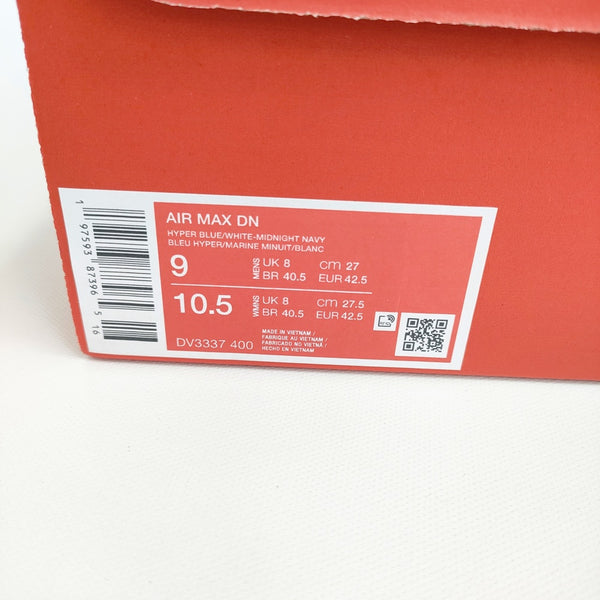 AIR MAX DN
HYPER BLUE/WHITE-MIDNIGHT NAVY
BLEU HYPER/MARINE MINUIT/BLANC
9 MENS UK 8 cm 27
BR 40.5 EUR 42.5
10.5 WMNS UK 8 cm 27.5
BR 40.5 EUR 42.5
DV3337 400
MADE IN VIETNAM /
FABRIQUE AU VIETNAM /
FABRICADO NO VIETNÃ /
HECHO EN VIETNAM
1 97593 87396 5 16